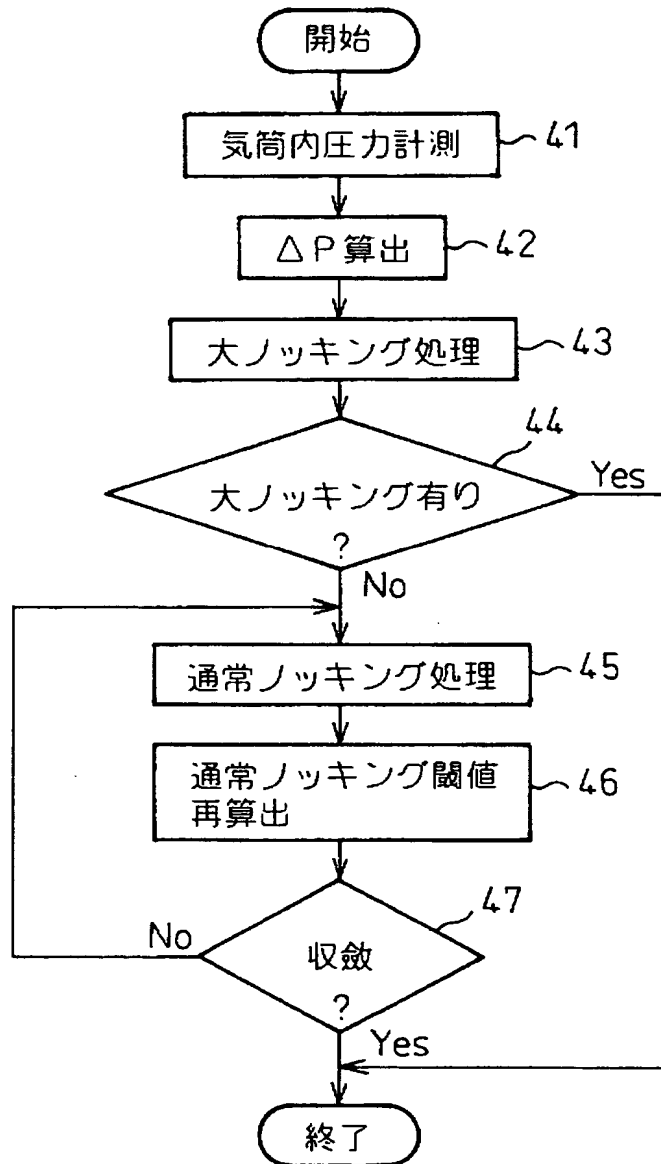 開始
気筒内圧力計測
41
△P算出
42
大ノッキング処理
43
44
大ノッキング有り
?
Yes
No
通常ノッキング処理
45
通常ノッキング閾値
再算出
46
47
収斂
?
No
Yes
終了